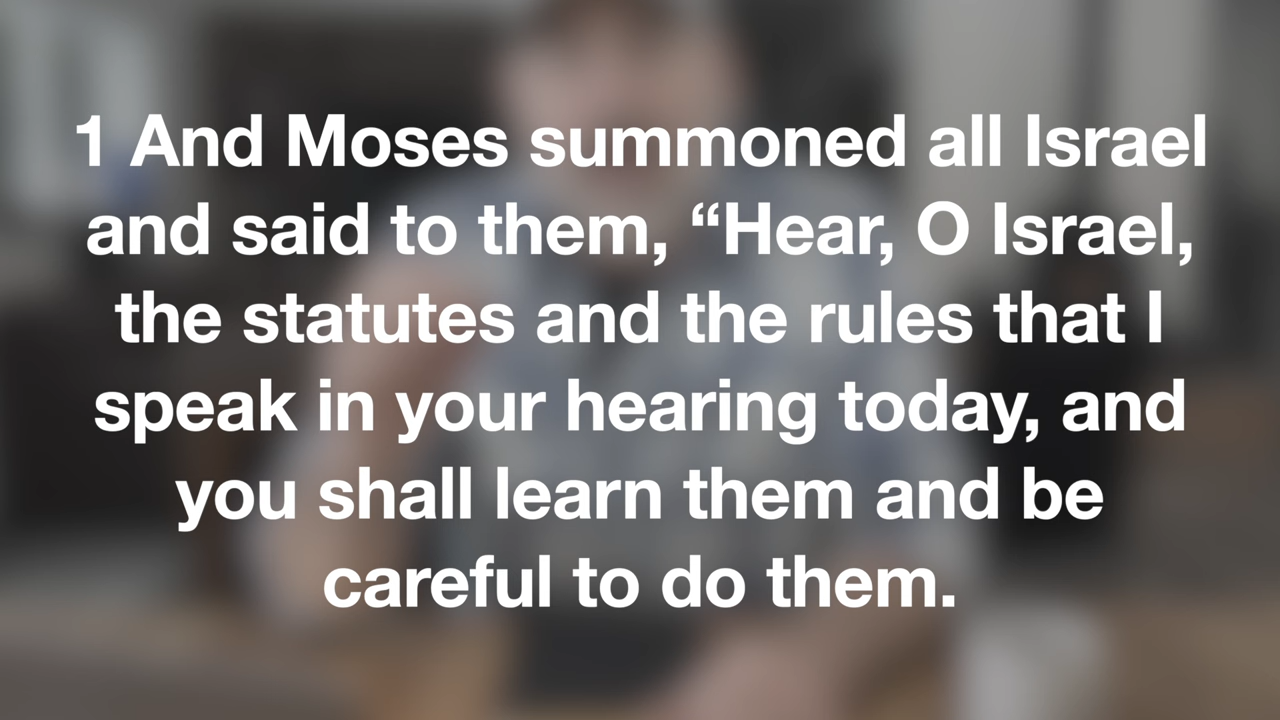 1 And Moses summoned all Israel
and said to them, “Hear, O Israel,
the statutes and the rules that I
speak in your hearing today, and
you shall learn them and be
careful to do them.